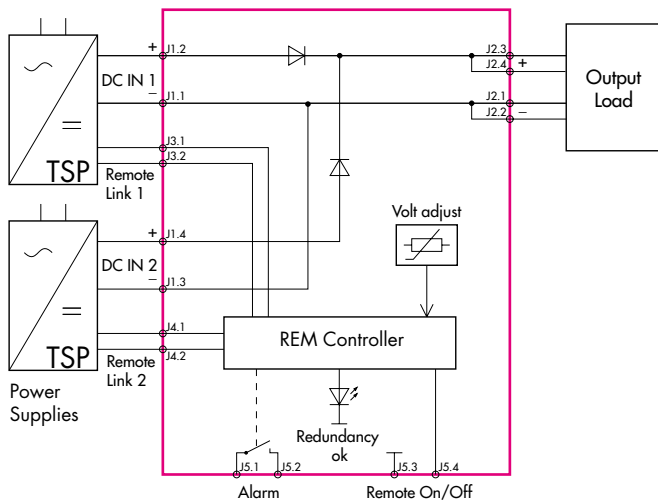 +
J1.2
J2.3
J2.4
+
DC IN 1
Output
Load
−
J1.1
J2.1
J2.2
−
J3.1
J3.2
TSP
Remote
Link 1
Volt adjust
+
J1.4
DC IN 2
−
J1.3
J4.1
REM Controller
TSP
Remote
Link 2
J4.2
Power
Supplies
Redundancy
ok
J5.1
J5.2
J5.3
J5.4
Alarm
Remote On/Off